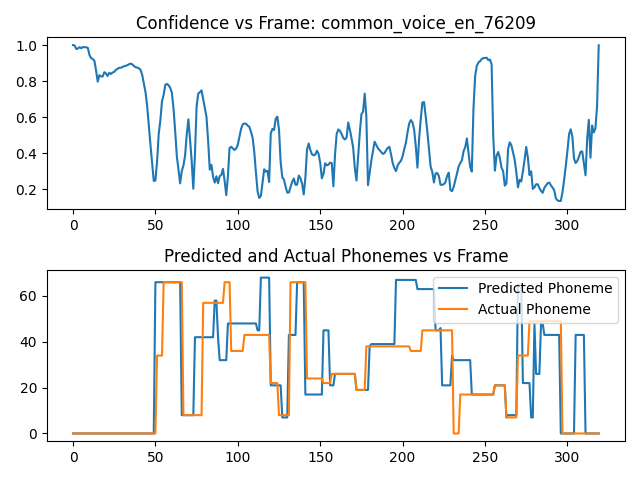 Confidence vs Frame: common_voice_en_76209
1.0
0.8
0.6
0.4
0.2
0 50 100 150 200 250 300
Predicted and Actual Phonemes vs Frame
Predicted Phoneme
Actual Phoneme
60
40
20
0
0 50 100 150 200 250 300